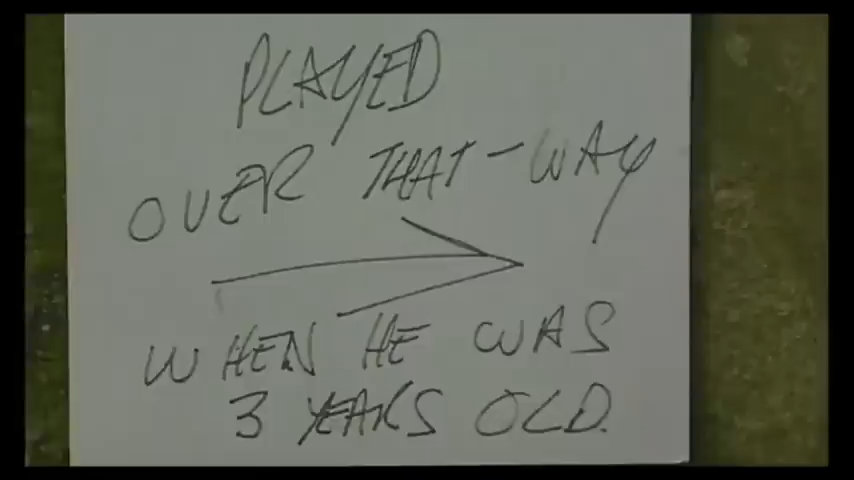 PLAYED
OVER THAT-WAY
WHEN HE WAS
3 YEARS OLD.